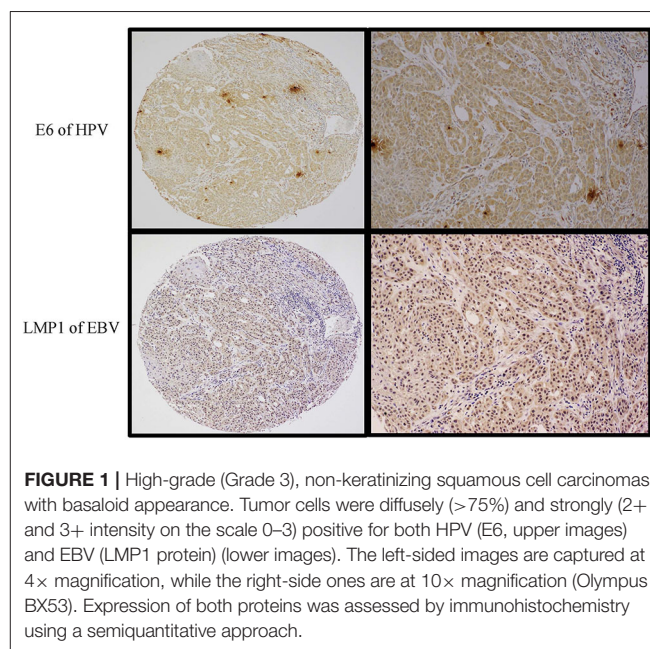 E6 of HPV
LMP1 of EBV
FIGURE 1 | High-grade (Grade 3), non-keratinizing squamous cell carcinomas
with basaloid appearance. Tumor cells were diffusely (>75%) and strongly (2+
and 3+ intensity on the scale 0–3) positive for both HPV (E6, upper images)
and EBV (LMP1 protein) (lower images). The left-sided images are captured at
4× magnification, while the right-side ones are at 10× magnification (Olympus
BX53). Expression of both proteins was assessed by immunohistochemistry
using a semiquantitative approach.